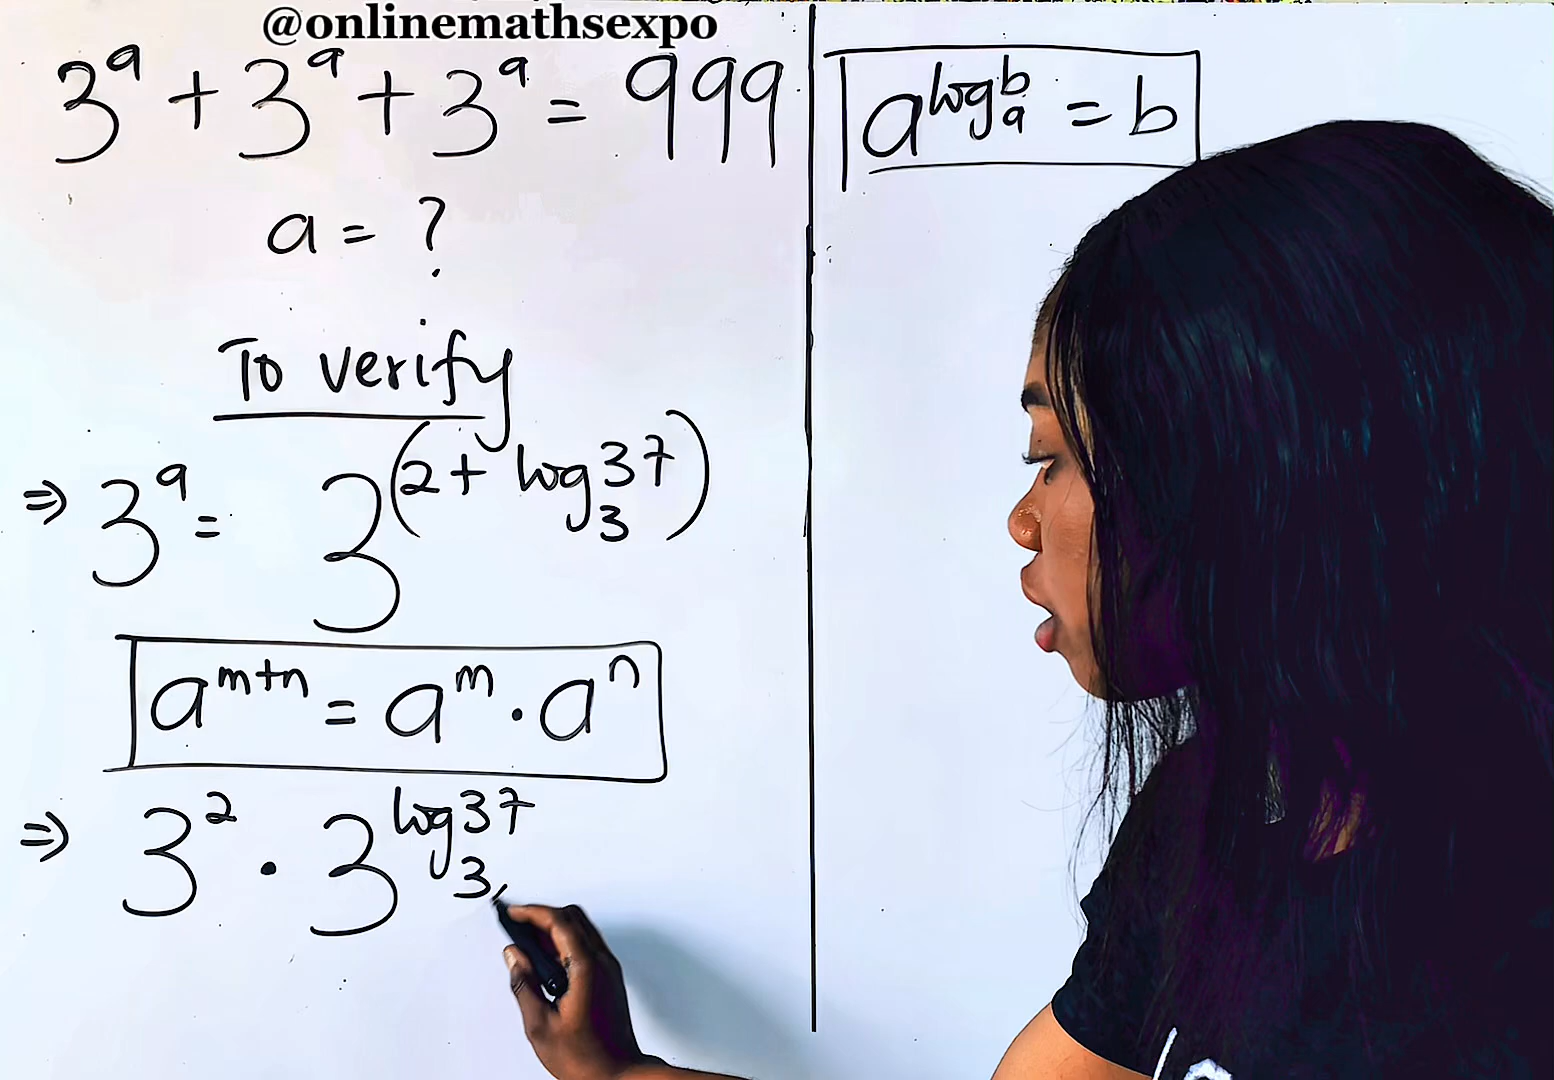 @onlinemathsexpo
3^a + 3^a + 3^a = 999
a = ?
To verify
⇒ 3^a = 3^(2 + log_3 37)
a^(m+n) = a^m · a^n
⇒ 3^2 · 3^(log_3 37)
a^(log_a b) = b